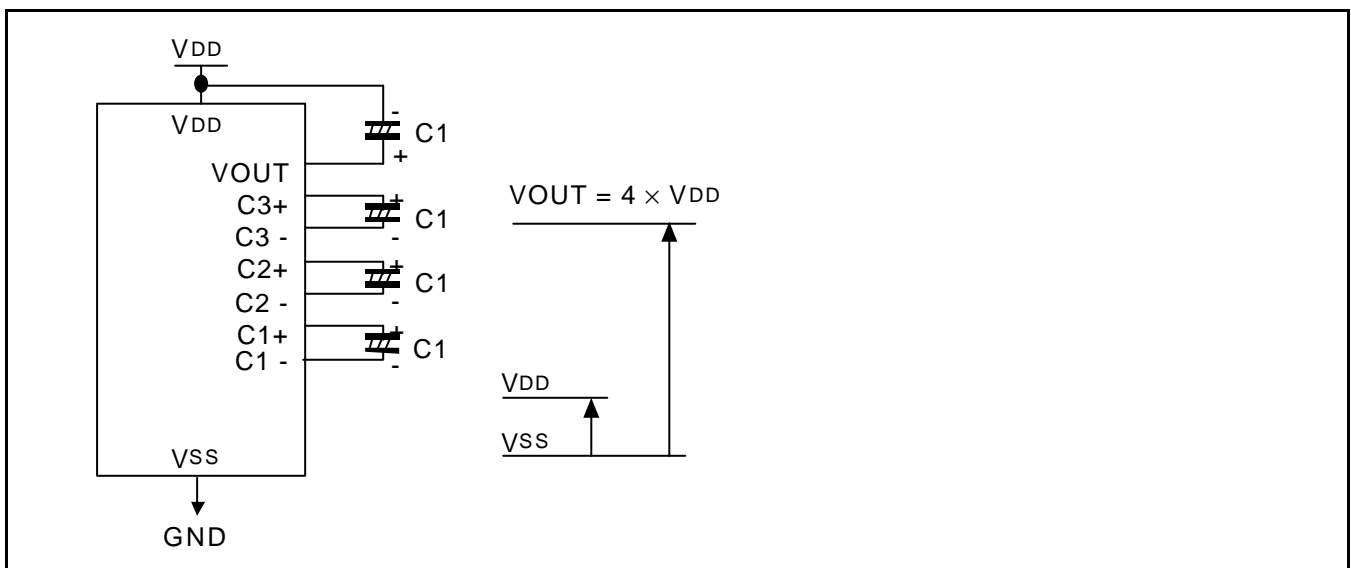 VDD
VDD
- C1
+
VOUT
C3+
+ C1
C3 -
-
C2+
+ C1
C2 -
-
C1+
+ C1
C1 -
-
VSS
GND
VOUT = 4 × VDD
VDD
VSS